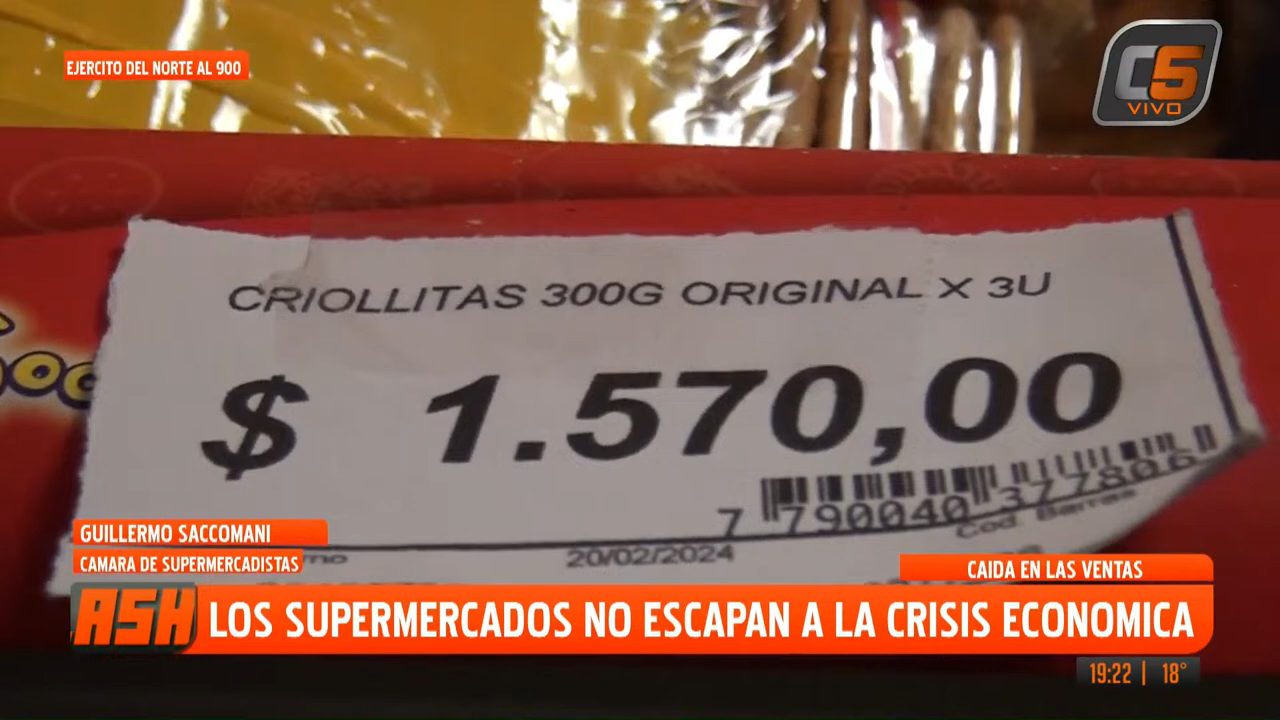 EJERCITO DEL NORTE AL 900
C5
VIVO
CRIOLLITAS 300G ORIGINAL X 3U
$ 1.570,00
7 790040 377806
Cod. Barras
20/02/2024
GUILLERMO SACCOMANI
CAMARA DE SUPERMERCADISTAS
CAIDA EN LAS VENTAS
ASH
LOS SUPERMERCADOS NO ESCAPAN A LA CRISIS ECONOMICA
19:22 | 18°